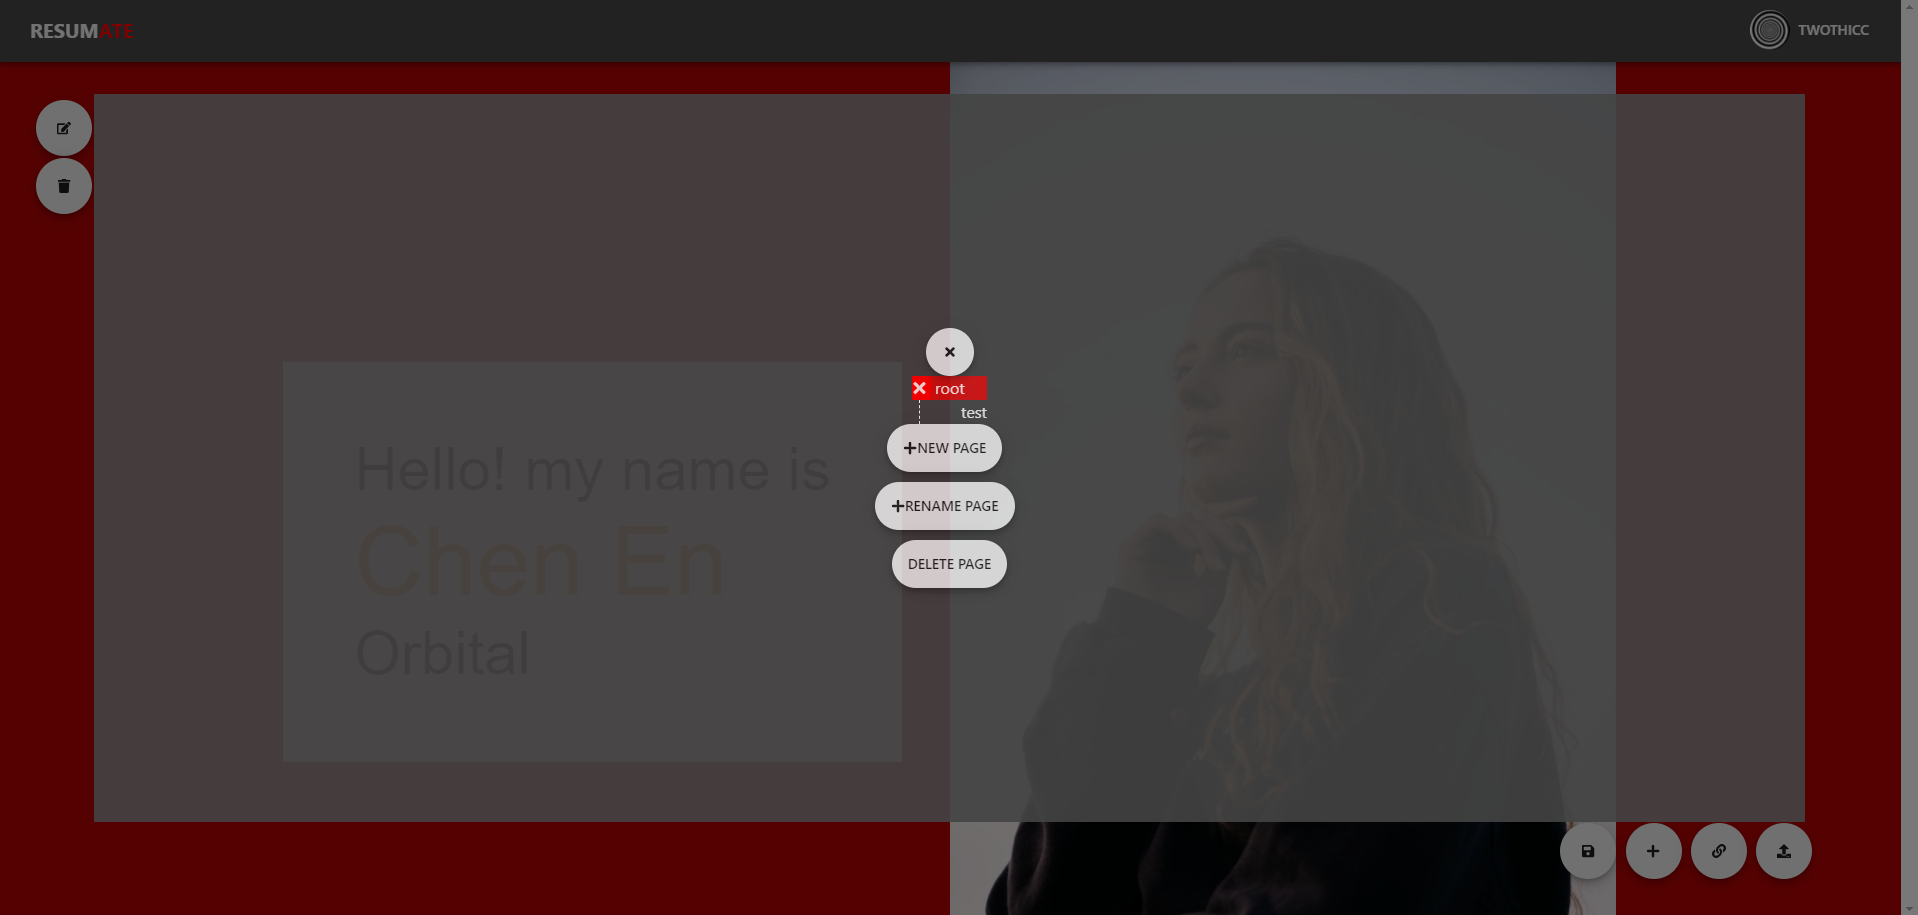 RESUMATE
TWOTHICC
root
test
NEW PAGE
RENAME PAGE
DELETE PAGE
Hello! my name is
Chen En
Orbital